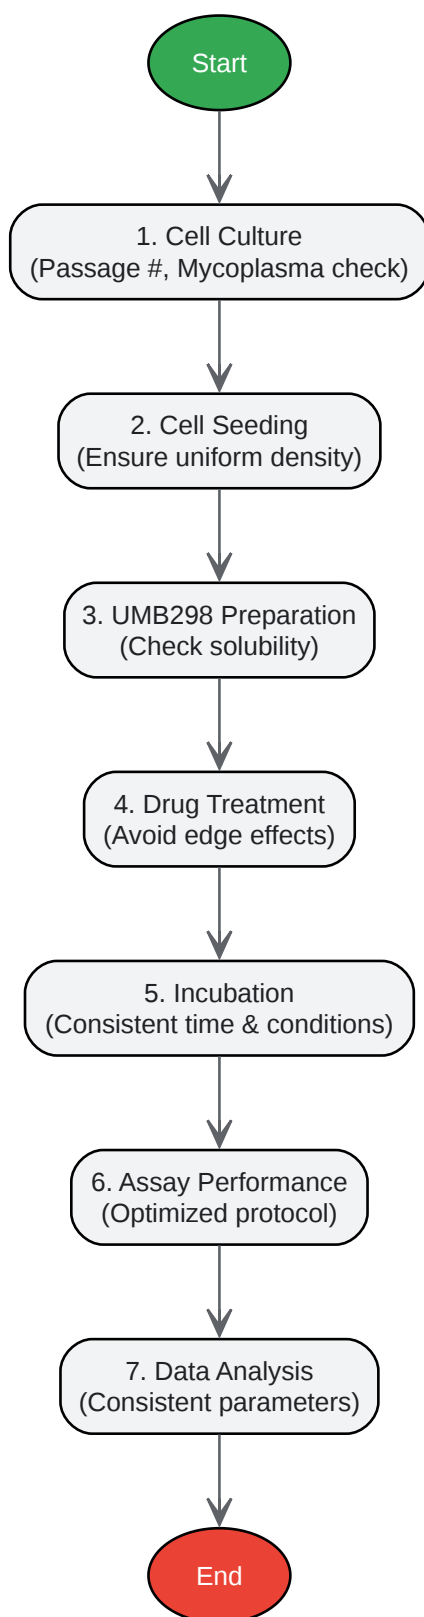 Start
1. Cell Culture
(Passage #, Mycoplasma check)
2. Cell Seeding
(Ensure uniform density)
3. UMB298 Preparation
(Check solubility)
4. Drug Treatment
(Avoid edge effects)
5. Incubation
(Consistent time & conditions)
6. Assay Performance
(Optimized protocol)
7. Data Analysis
(Consistent parameters)
End